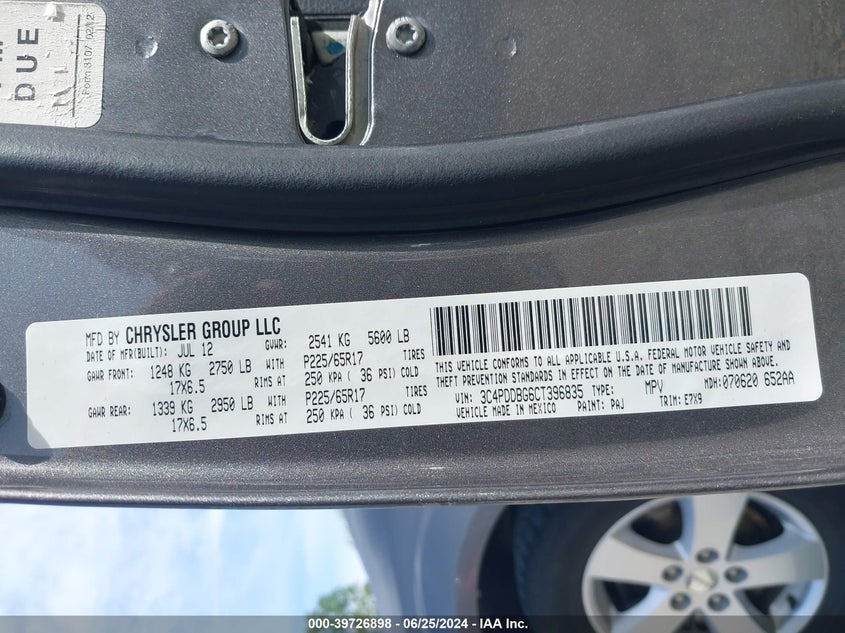 DUE
Form 3107 02/12
MFD BY CHRYSLER GROUP LLC
DATE OF MFR(BUILT): JUL 12 GVWR: 2541 KG 5600 LB
GAWR FRONT: 1248 KG 2750 LB WITH P225/65R17 TIRES
17X6.5 RIMS AT 250 KPA ( 36 PSI) COLD
GAWR REAR: 1339 KG 2950 LB WITH P225/65R17 TIRES
17X6.5 RIMS AT 250 KPA ( 36 PSI) COLD
THIS VEHICLE CONFORMS TO ALL APPLICABLE U.S.A. FEDERAL MOTOR VEHICLE SAFETY AND
THEFT PREVENTION STANDARDS IN EFFECT ON THE DATE OF MANUFACTURE SHOWN ABOVE.
VIN: 3C4PDDBG6CT396835 TYPE: MPV MDH: 070620 652AA
VEHICLE MADE IN MEXICO PAINT: PAJ TRIM: E7X9
000-39726898 - 06/25/2024 - IAA Inc.